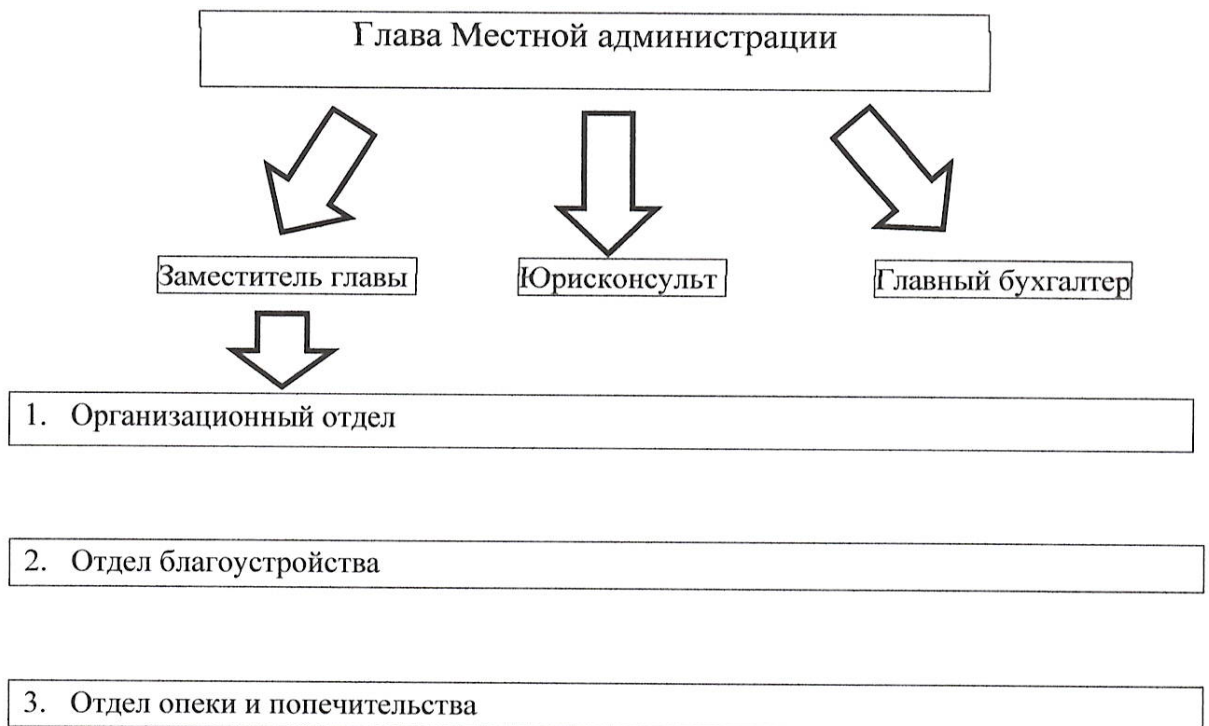 Глава Местной администрации
Заместитель главы
Юрисконсульт
Главный бухгалтер
1. Организационный отдел
2. Отдел благоустройства
3. Отдел опеки и попечительства